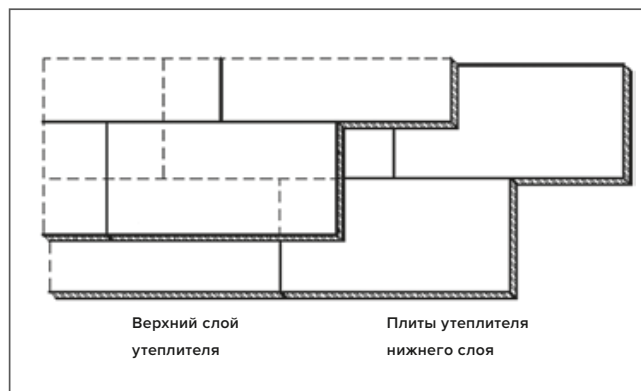 Верхний слой
утеплителя
Плиты утеплителя
нижнего слоя